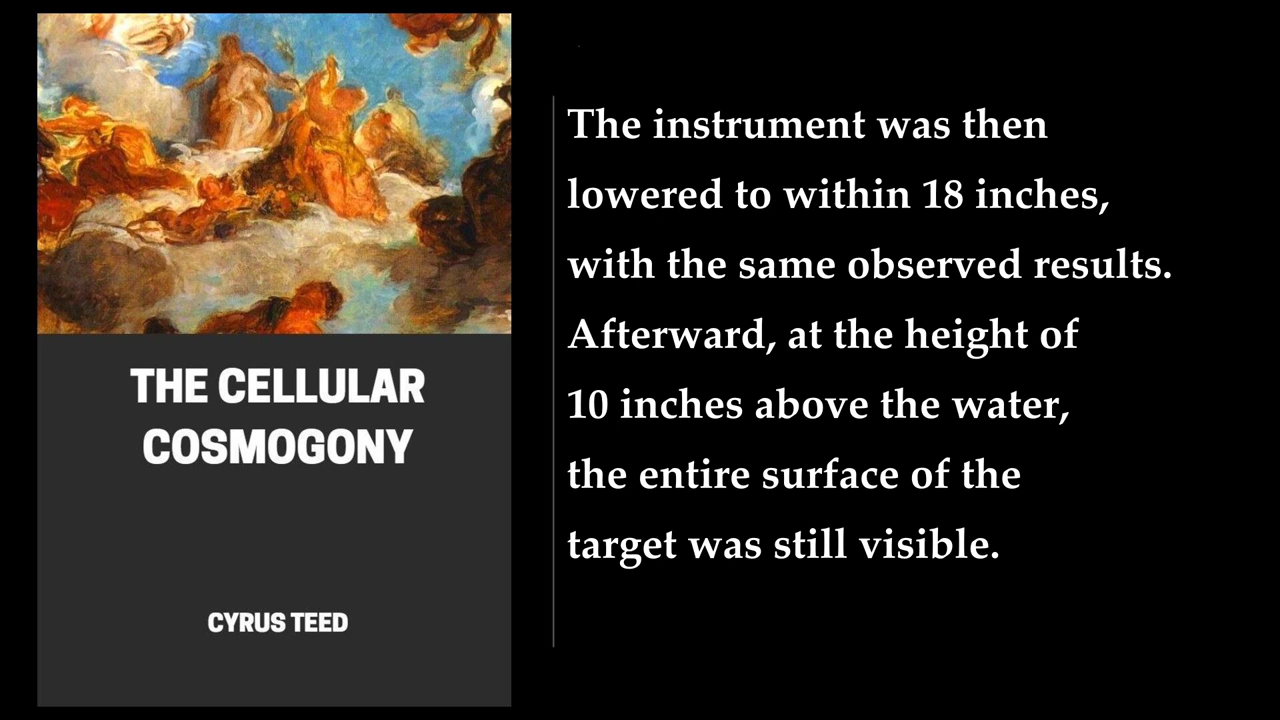 THE CELLULAR
COSMOGONY
CYRUS TEED
The instrument was then
lowered to within 18 inches,
with the same observed results.
Afterward, at the height of
10 inches above the water,
the entire surface of the
target was still visible.